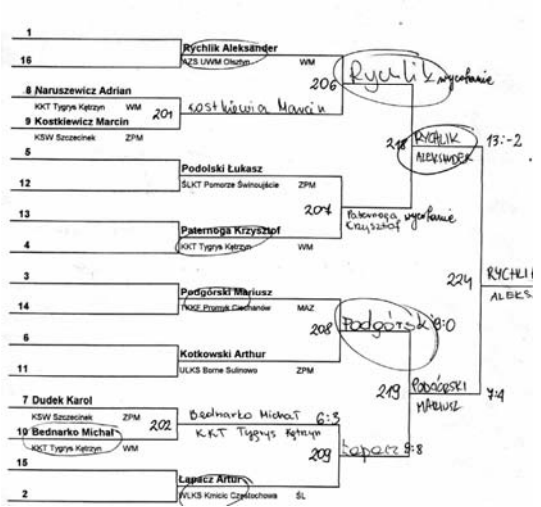 1
Rychlik Aleksander
16
AZS UWM Olsztyn WM
206
Rychlik wycofanie
8 Naruszewicz Adrian
KKT Tygrys Kętrzyn WM
201
Kostkiewicz Marcin
9 Kostkiewicz Marcin
KSW Szczecinek ZPM
218
RYCHLIK
ALEKSANDER
13:-2
5
Podolski Łukasz
12
ŚLKT Pomorze Świnoujście ZPM
207
Paternoga wycofanie
Krzysztof
13
Paternoga Krzysztof
4
KKT Tygrys Kętrzyn WM
224
RYCHLIK
ALEKS
3
Podgórski Mariusz
14
TKKF Promyk Ciechanów MAZ
208
Podgórski 9:0
6
Kotkowski Arthur
11
ULKS Borne Sulinowo ZPM
219
PODGÓRSKI
MARIUSZ
7:4
7 Dudek Karol
KSW Szczecinek ZPM
202
Bednarko Michał 6:3
KKT Tygrys Kętrzyn
10 Bednarko Michał
KKT Tygrys Kętrzyn WM
209
Łapacz 9:8
15
Łapacz Artur
2
WLKS Kmicic Częstochowa ŚL